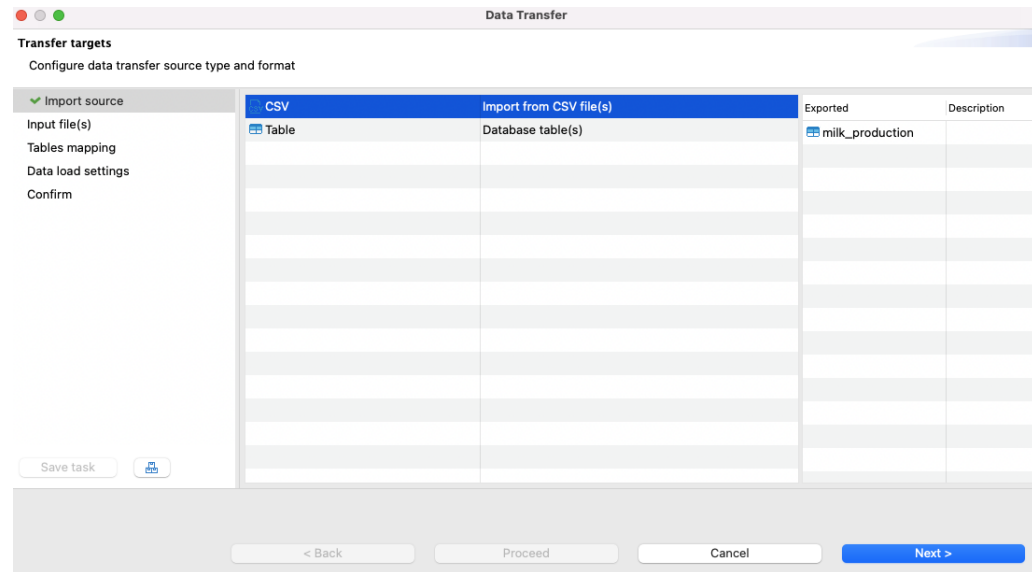 Data Transfer
Transfer targets
Configure data transfer source type and format
Import source
Input file(s)
Tables mapping
Data load settings
Confirm
CSV Import from CSV file(s)
Table Database table(s)
Exported Description
milk_production
Save task
< Back Proceed Cancel Next >